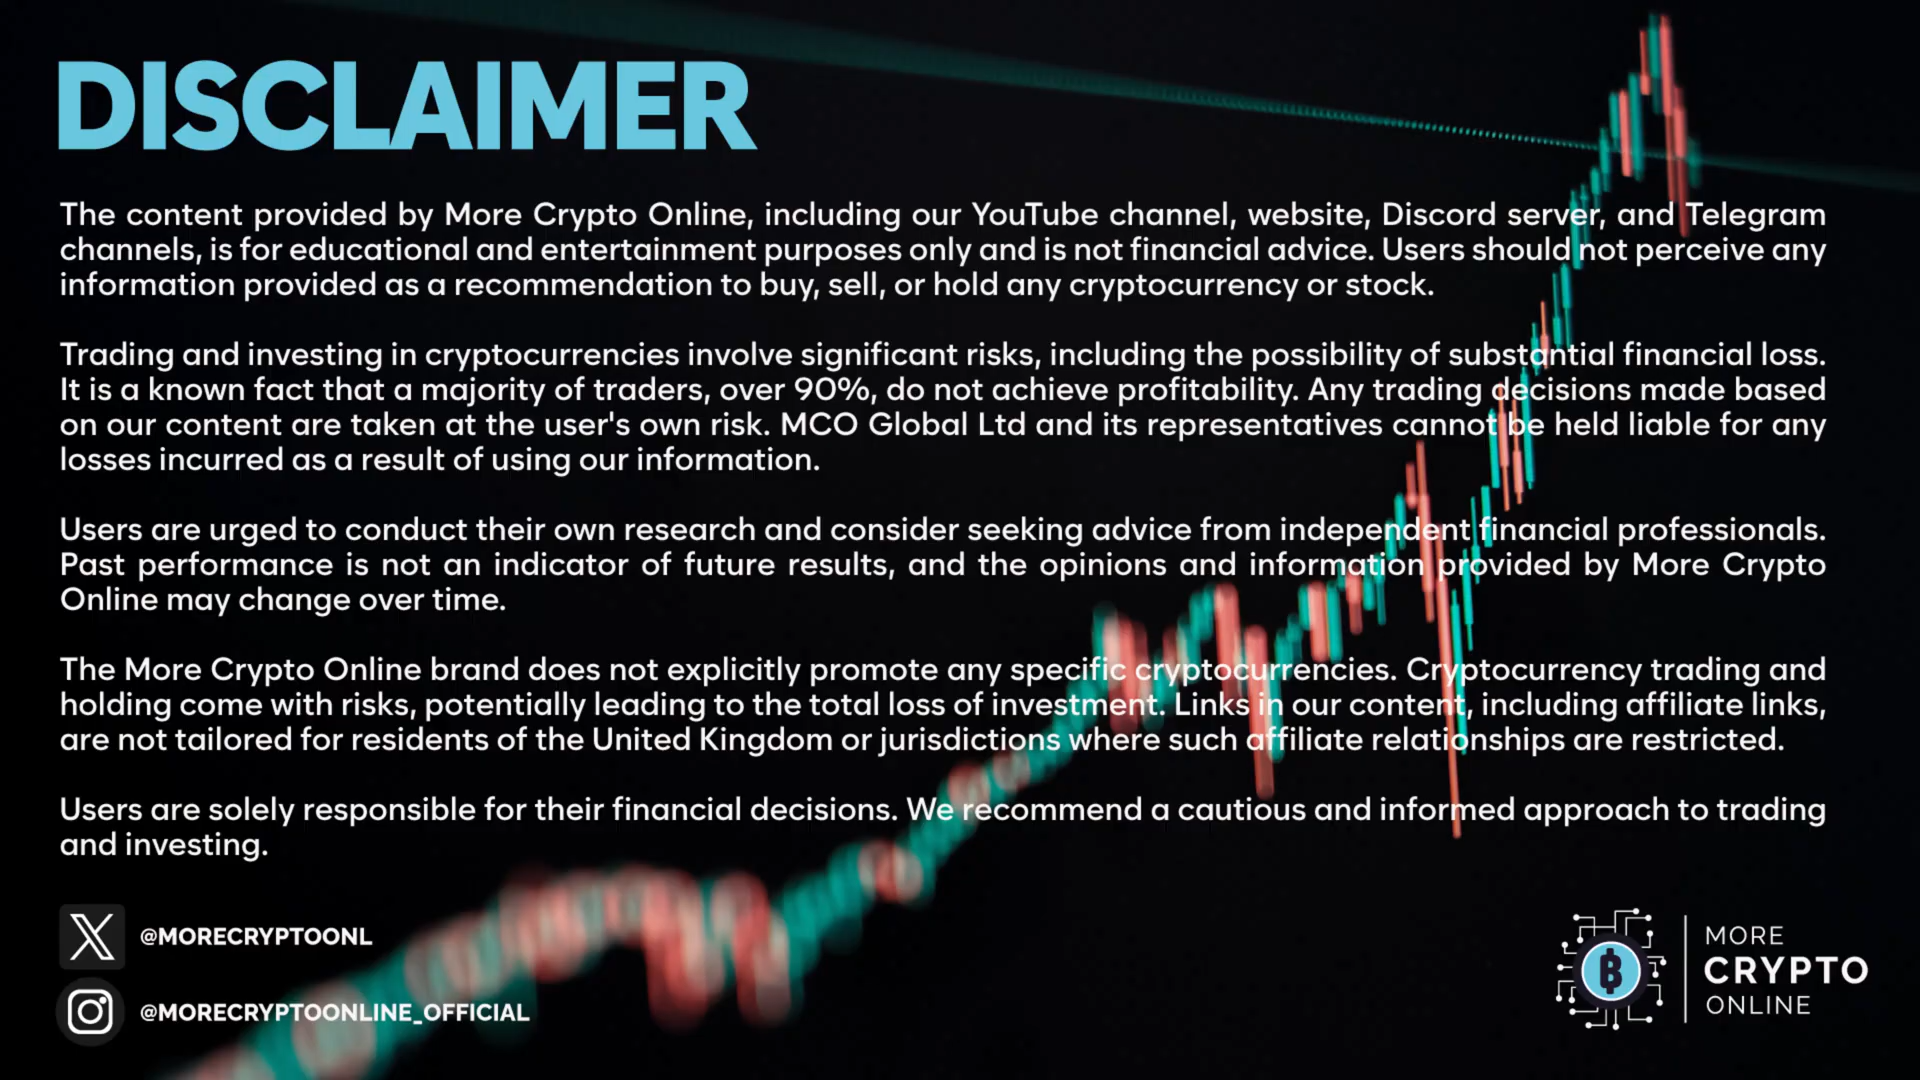 DISCLAIMER
The content provided by More Crypto Online, including our YouTube channel, website, Discord server, and Telegram
channels, is for educational and entertainment purposes only and is not financial advice. Users should not perceive any
information provided as a recommendation to buy, sell, or hold any cryptocurrency or stock.
Trading and investing in cryptocurrencies involve significant risks, including the possibility of substantial financial loss.
It is a known fact that a majority of traders, over 90%, do not achieve profitability. Any trading decisions made based
on our content are taken at the user's own risk. MCO Global Ltd and its representatives cannot be held liable for any
losses incurred as a result of using our information.
Users are urged to conduct their own research and consider seeking advice from independent financial professionals.
Past performance is not an indicator of future results, and the opinions and information provided by More Crypto
Online may change over time.
The More Crypto Online brand does not explicitly promote any specific cryptocurrencies. Cryptocurrency trading and
holding come with risks, potentially leading to the total loss of investment. Links in our content, including affiliate links,
are not tailored for residents of the United Kingdom or jurisdictions where such affiliate relationships are restricted.
Users are solely responsible for their financial decisions. We recommend a cautious and informed approach to trading
and investing.
@MORECRYPTOONL
@MORECRYPTOONLINE_OFFICIAL
MORE
CRYPTO
ONLINE